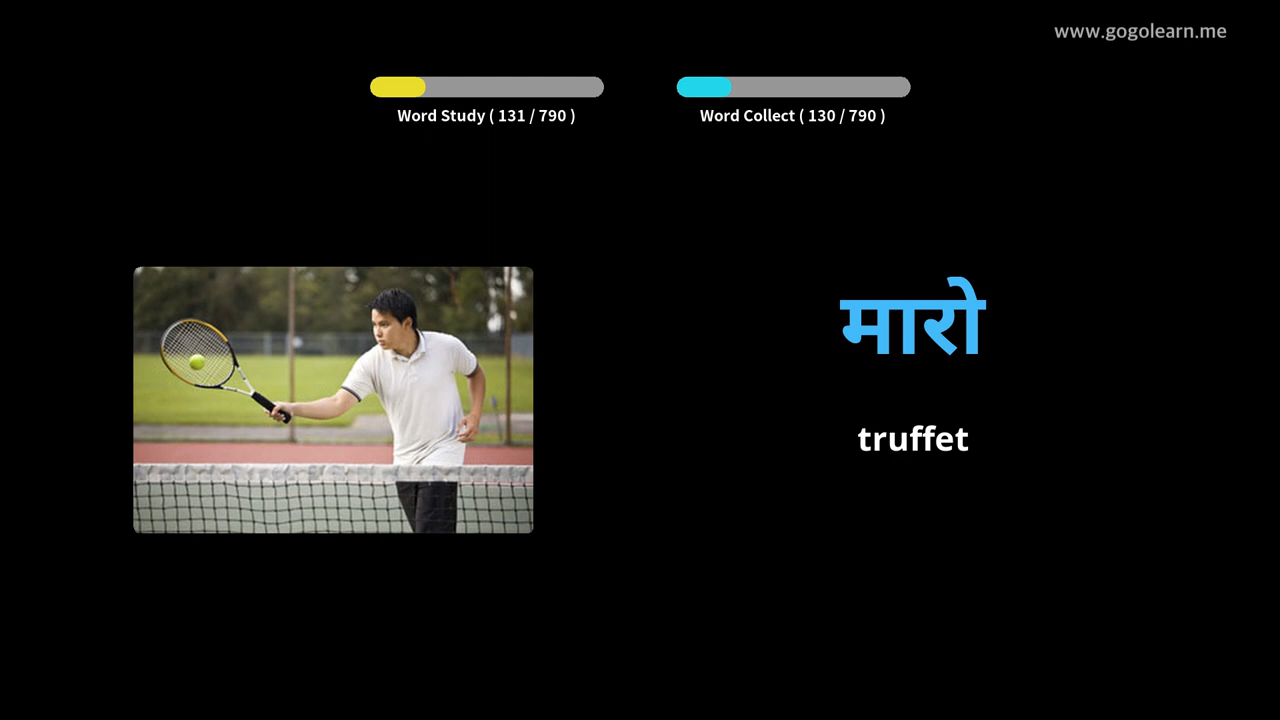 www.gogolearn.me
Word Study ( 131 / 790 )
Word Collect ( 130 / 790 )
मारो
truffet